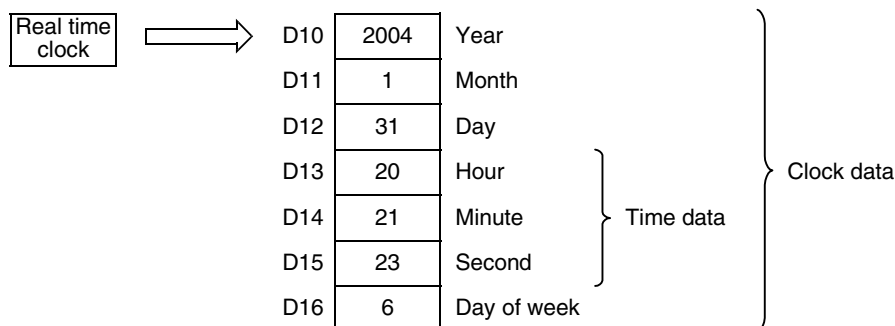 Real time
clock
D10 2004 Year
D11 1 Month
D12 31 Day
D13 20 Hour
D14 21 Minute
D15 23 Second
D16 6 Day of week
Time data
Clock data